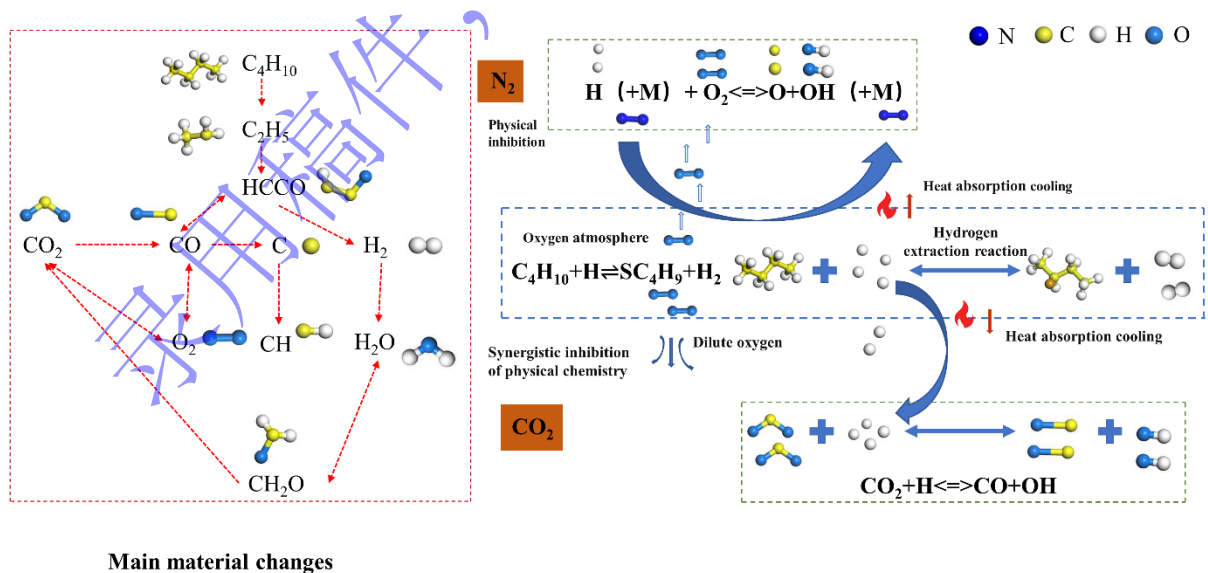 C₄H₁₀
C₂H₅
HCCO
CO₂
CO
C
H₂
O₂
CH
H₂O
CH₂O
Main material changes
N
C
H
O
N₂
H (+M) + O₂<=>O+OH (+M)
Physical
inhibition
Heat absorption cooling
Oxygen atmosphere
C₄H₁₀+H⇌SC₄H₉+H₂
Hydrogen
extraction reaction
Heat absorption cooling
Synergistic inhibition
of physical chemistry
Dilute oxygen
CO₂
CO₂+H<=>CO+OH